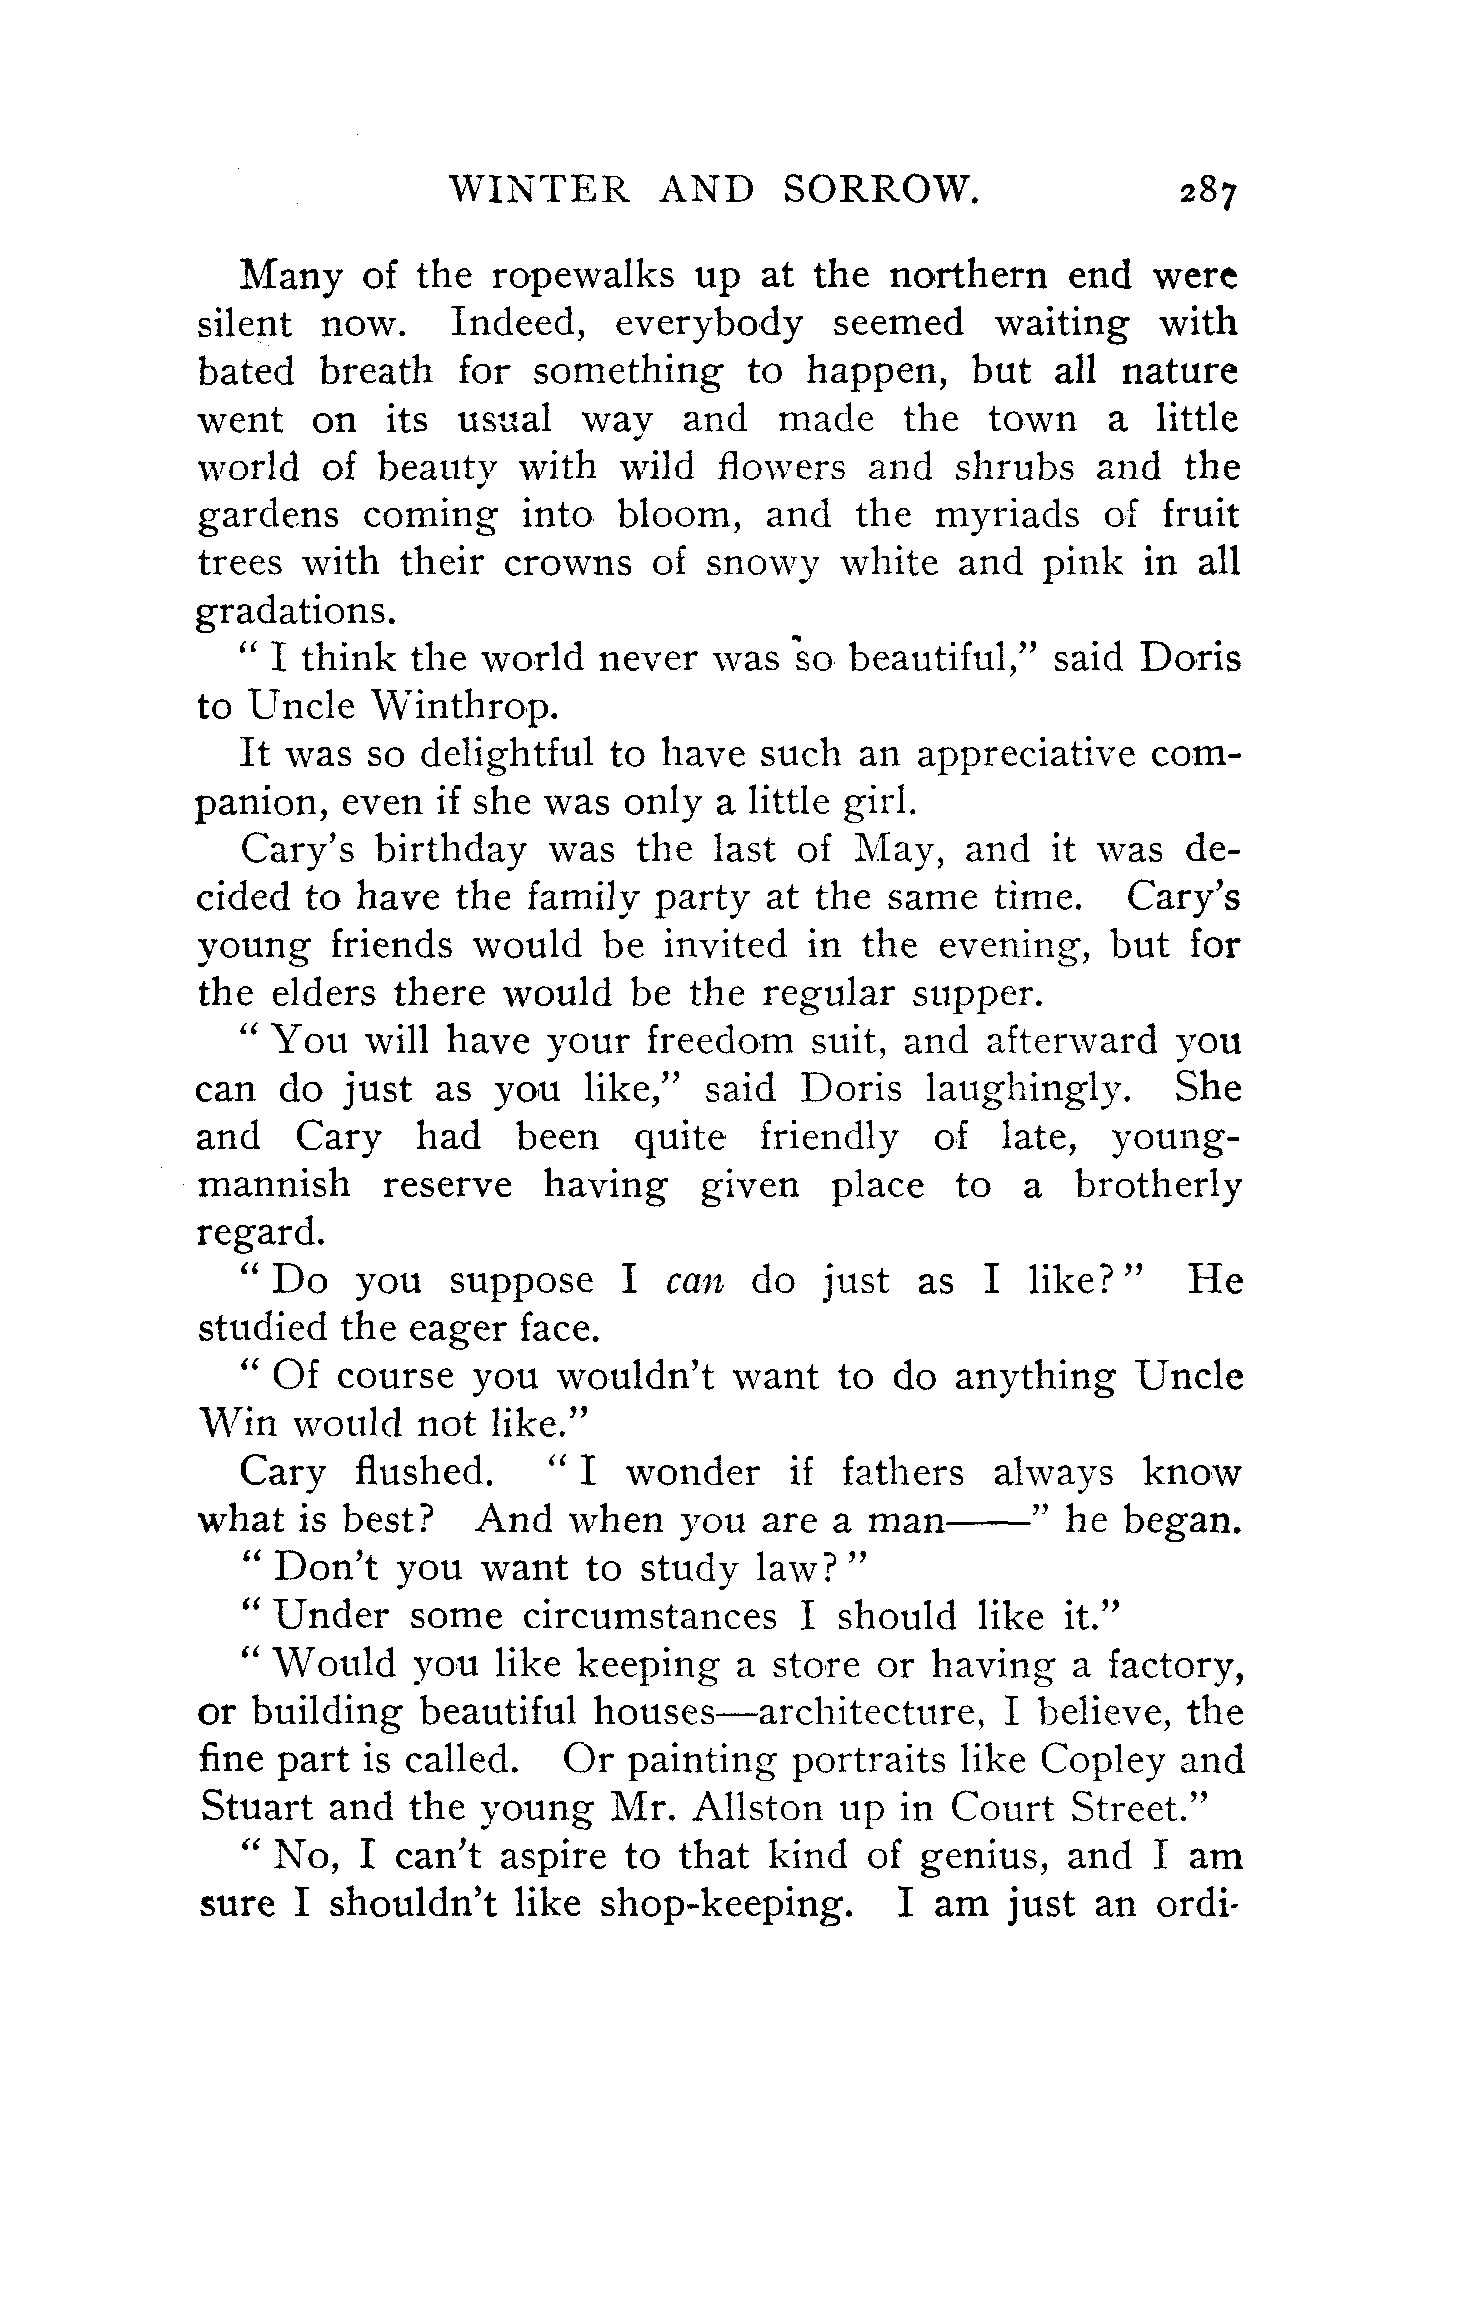 WINTER AND SORROW. 287
Many of the ropewalks up at the northern end were
silent now. Indeed, everybody seemed waiting with
bated breath for something to happen, but all nature
went on its usual way and made the town a little
world of beauty with wild flowers and shrubs and the
gardens coming into bloom, and the myriads of fruit
trees with their crowns of snowy white and pink in all
gradations.
" I think the world never was so beautiful," said Doris
to Uncle Winthrop.
It was so delightful to have such an appreciative com-
panion, even if she was only a little girl.
Cary's birthday was the last of May, and it was de-
cided to have the family party at the same time. Cary's
young friends would be invited in the evening, but for
the elders there would be the regular supper.
" You will have your freedom suit, and afterward you
can do just as you like," said Doris laughingly. She
and Cary had been quite friendly of late, young-
mannish reserve having given place to a brotherly
regard.
" Do you suppose I can do just as I like? " He
studied the eager face.
" Of course you wouldn't want to do anything Uncle
Win would not like."
Cary flushed. " I wonder if fathers always know
what is best? And when you are a man——" he began.
" Don't you want to study law? "
" Under some circumstances I should like it."
" Would you like keeping a store or having a factory,
or building beautiful houses—architecture, I believe, the
fine part is called. Or painting portraits like Copley and
Stuart and the young Mr. Allston up in Court Street."
" No, I can't aspire to that kind of genius, and I am
sure I shouldn't like shop-keeping. I am just an ordi-